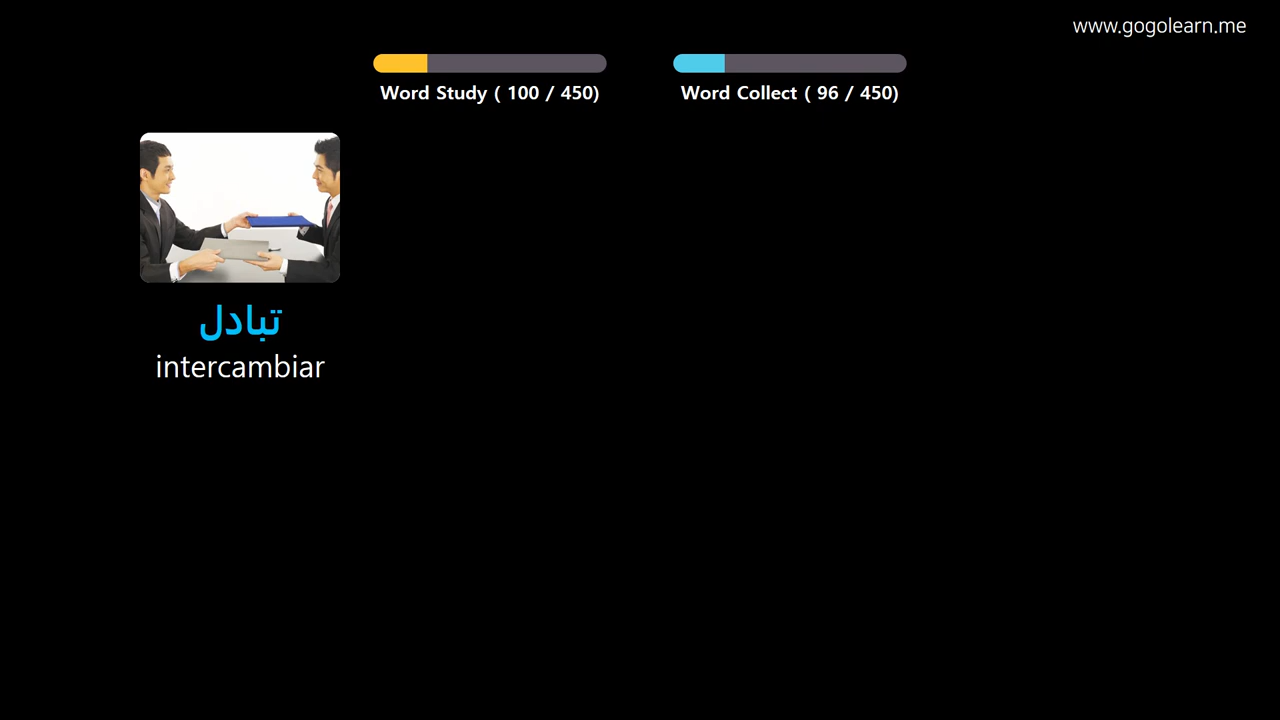 www.gogolearn.me
Word Study ( 100 / 450)
Word Collect ( 96 / 450)
تبادل
intercambiar